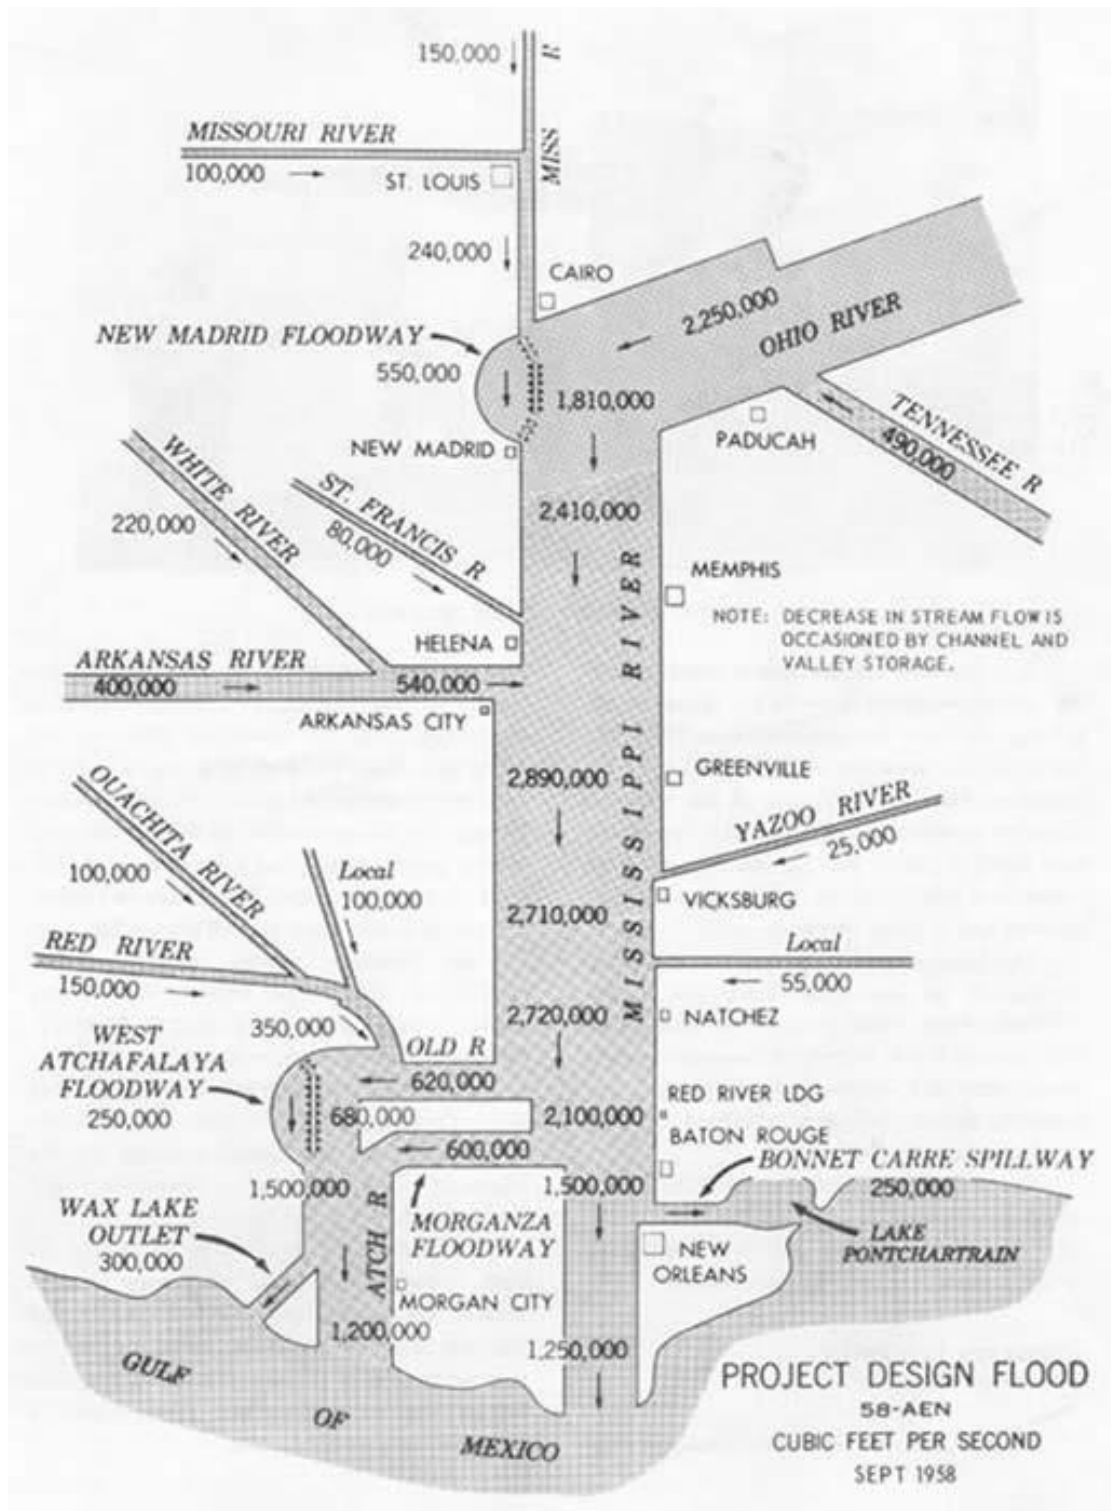 150,000
MISS R
MISSOURI RIVER
100,000
ST. LOUIS
240,000
CAIRO
2,250,000
OHIO RIVER
NEW MADRID FLOODWAY
550,000
1,810,000
NEW MADRID
PADUCAH
TENNESSEE R
490,000
WHITE RIVER
220,000
ST. FRANCIS R
80,000
2,410,000
MISSISSIPPI RIVER
MEMPHIS
NOTE: DECREASE IN STREAM FLOW IS
OCCASIONED BY CHANNEL AND
VALLEY STORAGE.
HELENA
ARKANSAS RIVER
400,000
540,000
ARKANSAS CITY
2,890,000
GREENVILLE
OUACHITA RIVER
100,000
YAZOO RIVER
25,000
Local
100,000
VICKSBURG
2,710,000
RED RIVER
150,000
Local
55,000
350,000
2,720,000
NATCHEZ
WEST
ATCHAFALAYA
FLOODWAY
250,000
OLD R
620,000
680,000
RED RIVER LDG
2,100,000
BATON ROUGE
600,000
BONNET CARRE SPILLWAY
250,000
1,500,000
1,500,000
WAX LAKE
OUTLET
300,000
ATCH R
MORGANZA
FLOODWAY
LAKE
PONTCHARTRAIN
NEW
ORLEANS
MORGAN CITY
1,200,000
1,250,000
GULF
OF
MEXICO
PROJECT DESIGN FLOOD
58-AEN
CUBIC FEET PER SECOND
SEPT 1958